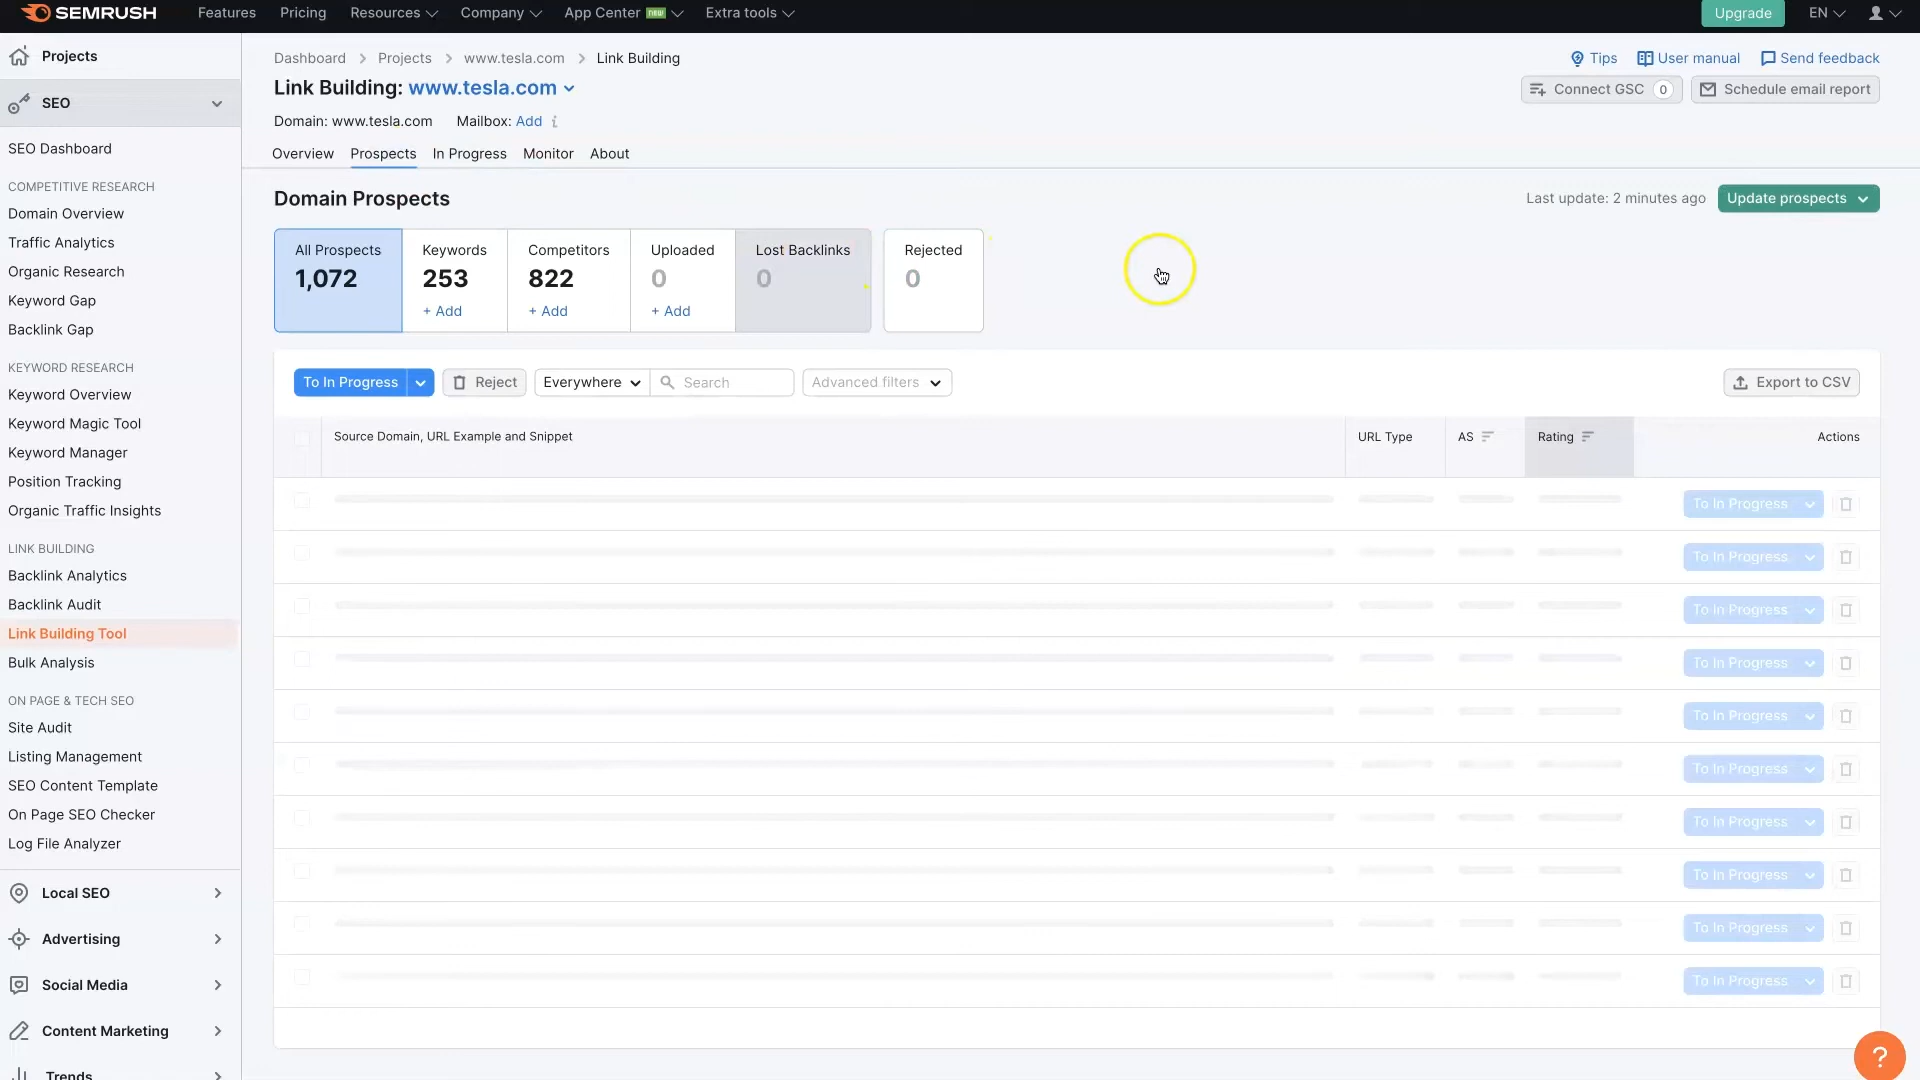 SEMRUSH
Features
Pricing
Resources
Company
App Center new
Extra tools
Upgrade
EN
Projects
SEO
SEO Dashboard
COMPETITIVE RESEARCH
Domain Overview
Traffic Analytics
Organic Research
Keyword Gap
Backlink Gap
KEYWORD RESEARCH
Keyword Overview
Keyword Magic Tool
Keyword Manager
Position Tracking
Organic Traffic Insights
LINK BUILDING
Backlink Analytics
Backlink Audit
Link Building Tool
Bulk Analysis
ON PAGE & TECH SEO
Site Audit
Listing Management
SEO Content Template
On Page SEO Checker
Log File Analyzer
Local SEO
Advertising
Social Media
Content Marketing
Trends
Dashboard > Projects > www.tesla.com > Link Building
Tips
User manual
Send feedback
Link Building: www.tesla.com
Connect GSC 0
Schedule email report
Domain: www.tesla.com Mailbox: Add i
Overview
Prospects
In Progress
Monitor
About
Domain Prospects
Last update: 2 minutes ago
Update prospects
All Prospects
1,072
Keywords
253
+ Add
Competitors
822
+ Add
Uploaded
0
+ Add
Lost Backlinks
0
Rejected
0
To In Progress
Reject
Everywhere
Search
Advanced filters
Export to CSV
Source Domain, URL Example and Snippet
URL Type
AS
Rating
Actions
To In Progress
To In Progress
To In Progress
To In Progress
To In Progress
To In Progress
To In Progress
To In Progress
To In Progress
To In Progress
?